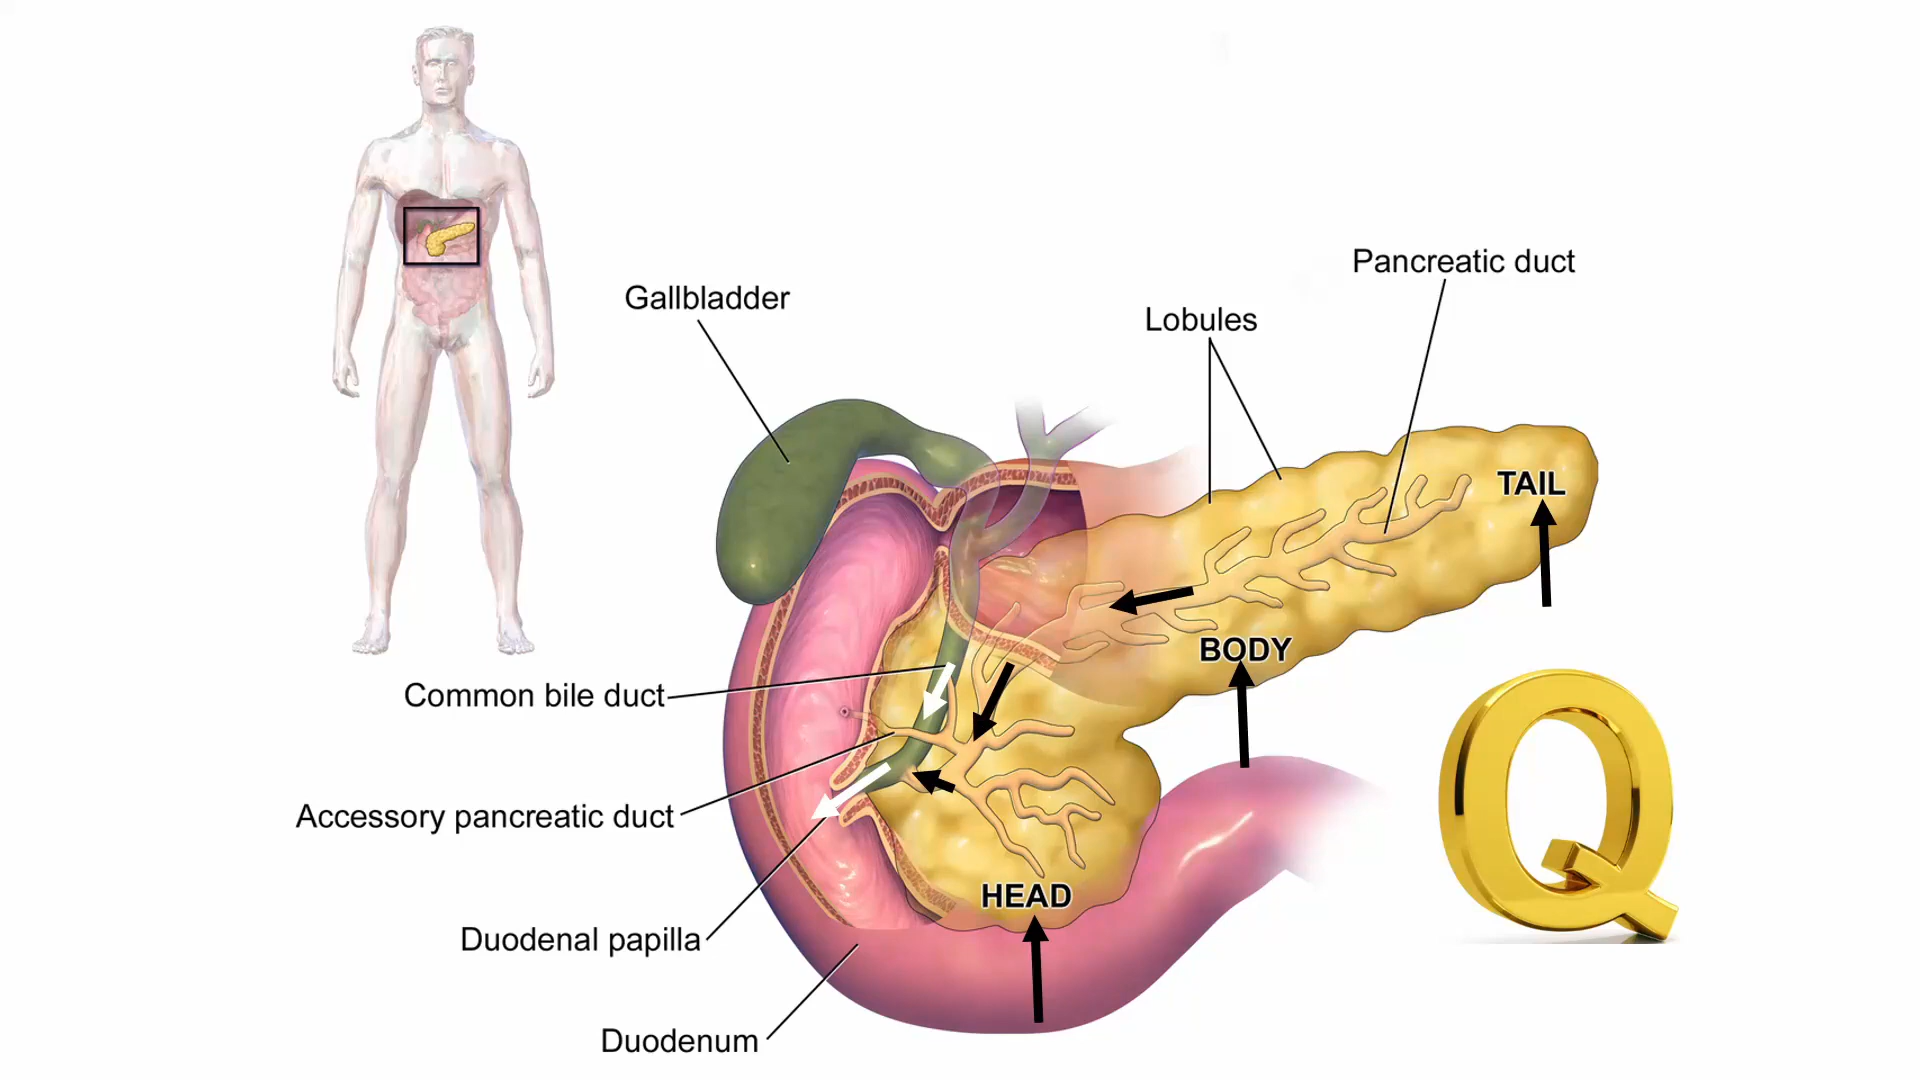 Pancreatic duct
Gallbladder
Lobules
TAIL
BODY
Common bile duct
Accessory pancreatic duct
HEAD
Duodenal papilla
Duodenum
Q